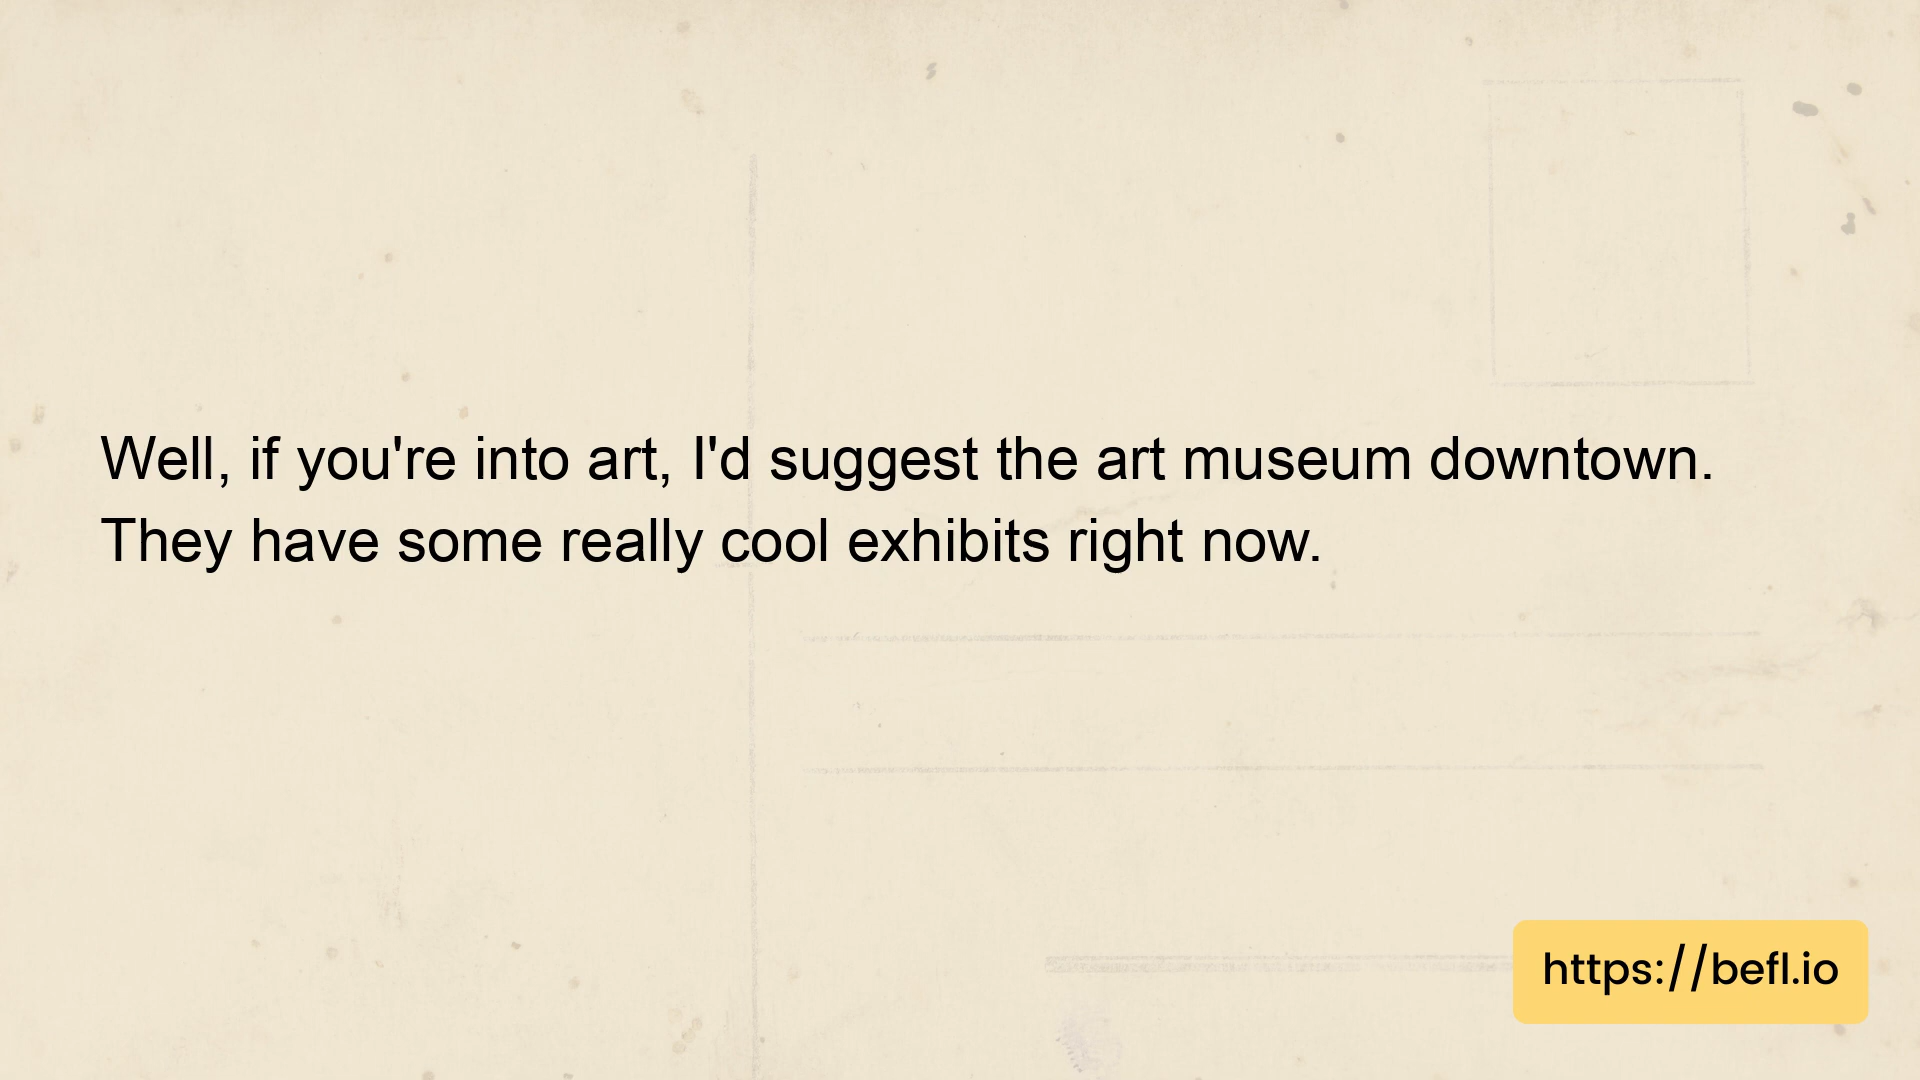 Well, if you're into art, I'd suggest the art museum downtown.
They have some really cool exhibits right now.
https://befl.io